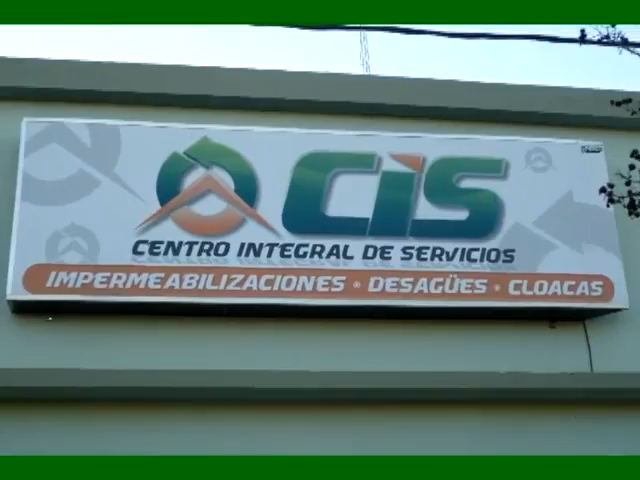 CIS
CENTRO INTEGRAL DE SERVICIOS
IMPERMEABILIZACIONES • DESAGÜES • CLOACAS